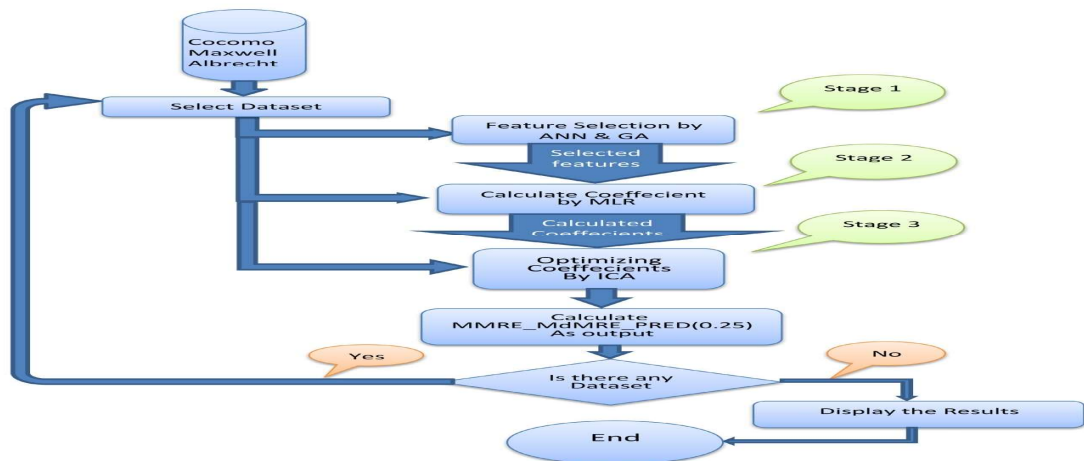 Cocomo
Maxwell
Albrecht
Select Dataset
Stage 1
Feature Selection by
ANN & GA
Selected
features
Stage 2
Calculate Coeffecient
by MLR
Calculated
Coeffecients
Stage 3
Optimizing
Coeffecients
By ICA
Calculate
MMRE_MdMRE_PRED(0.25)
As output
Yes
No
Is there any
Dataset
Display the Results
End